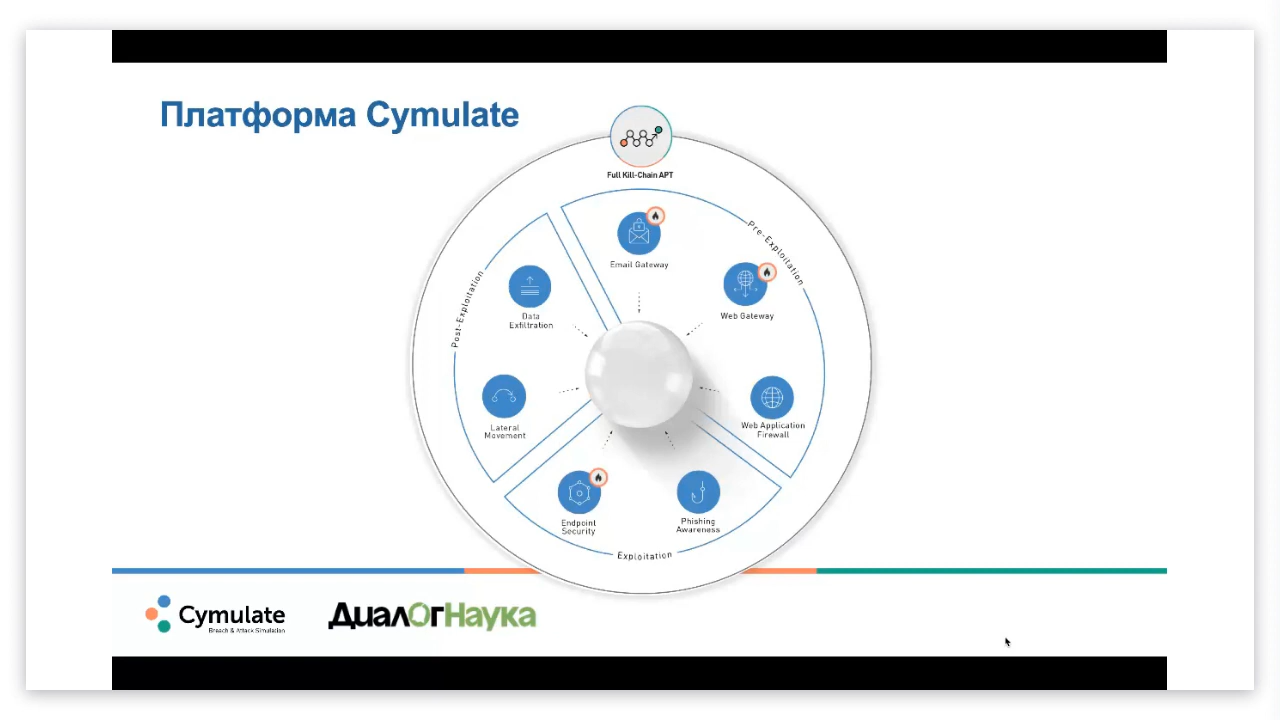 Платформа Cymulate
Full Kill-Chain APT
Pre-Exploitation
Email Gateway
Web Gateway
Data
Exfiltration
Post-Exploitation
Lateral
Movement
Web Application
Firewall
Endpoint
Security
Phishing
Awareness
Exploitation
Cymulate
Breach & Attack Simulation
ДиалогНаука